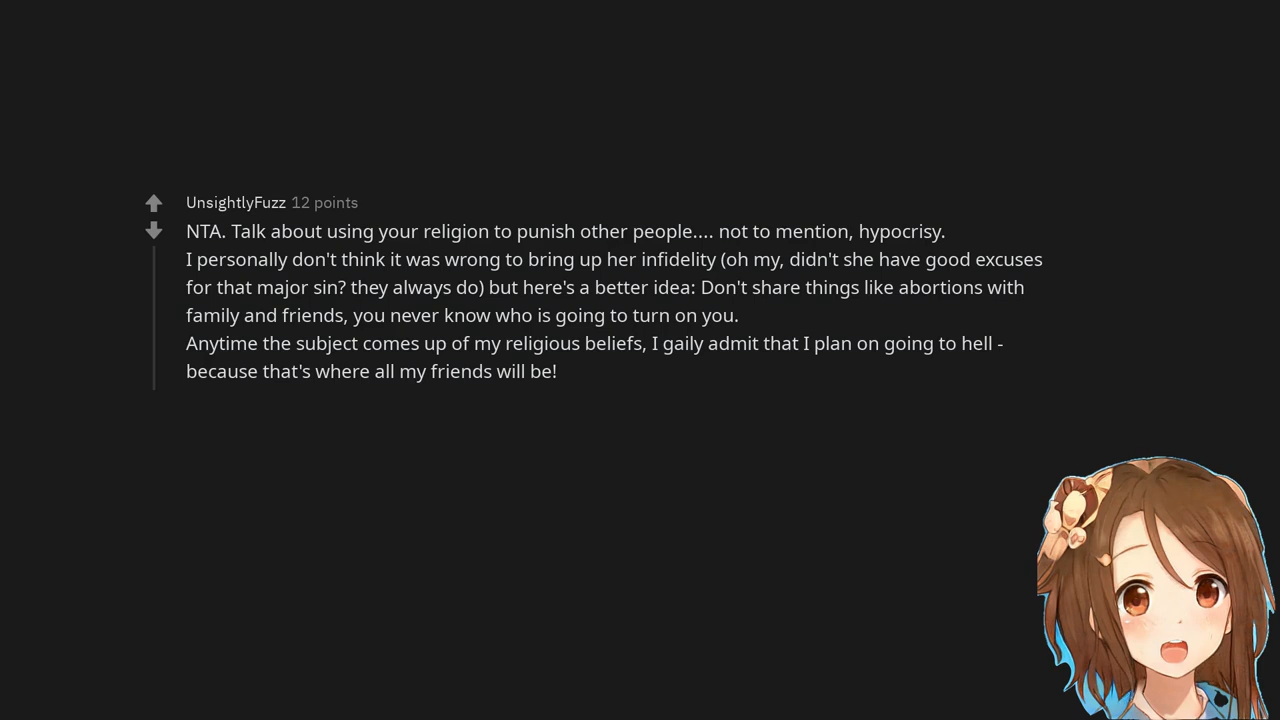 UnsightlyFuzz 12 points
NTA. Talk about using your religion to punish other people.... not to mention, hypocrisy.
I personally don't think it was wrong to bring up her infidelity (oh my, didn't she have good excuses
for that major sin? they always do) but here's a better idea: Don't share things like abortions with
family and friends, you never know who is going to turn on you.
Anytime the subject comes up of my religious beliefs, I gaily admit that I plan on going to hell -
because that's where all my friends will be!